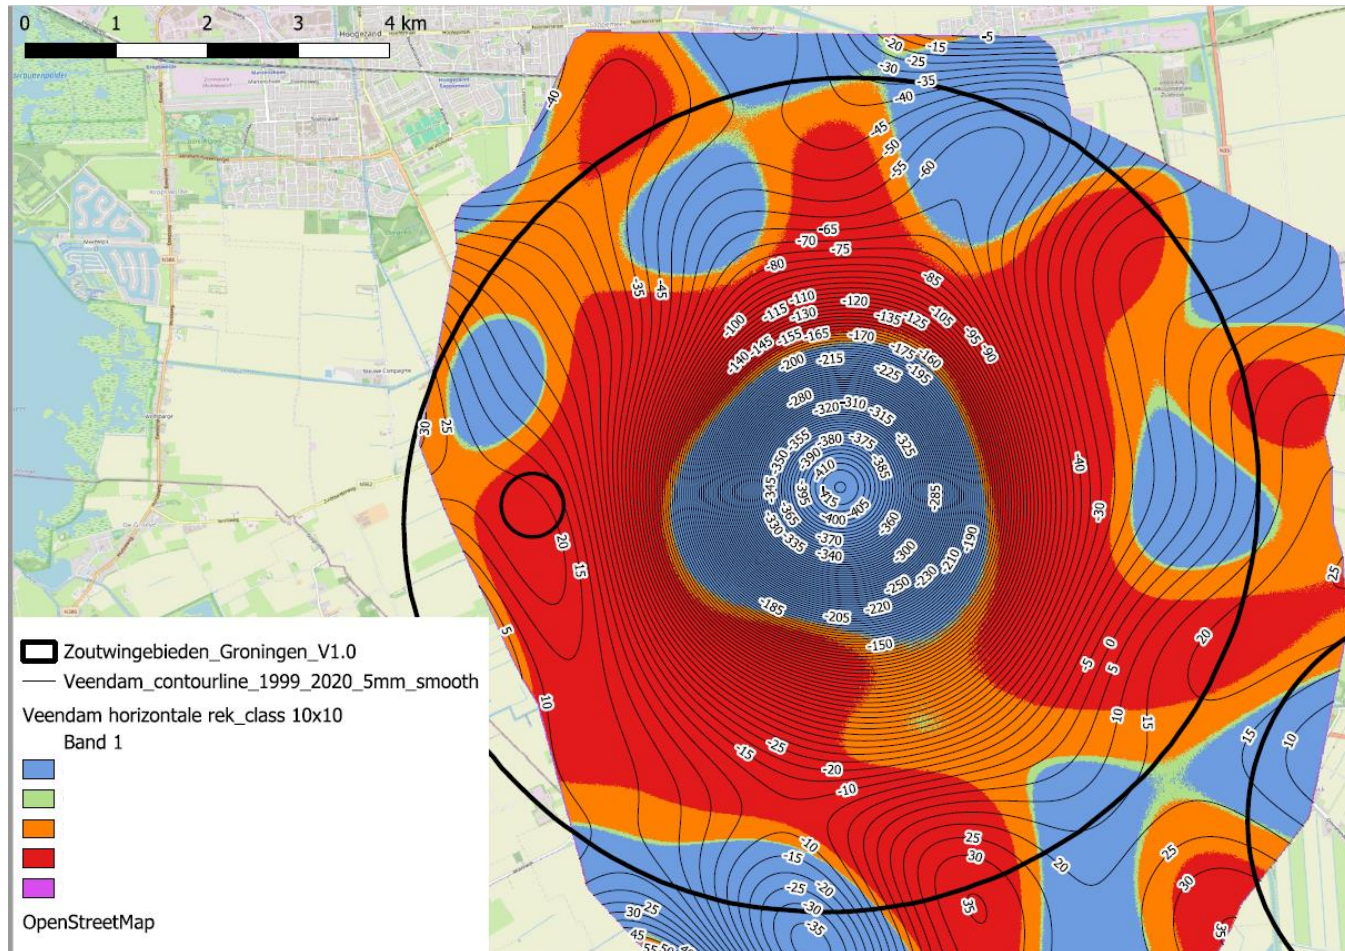 0 1 2 3 4 km
Hoogezand
-20 -15 -5
-25
-30
-35
-40
-40
-45
-50
-55 -60
-65
-70
-75
-80 -85
-35 -45
-110 -120
-115 -105
-130 -135 -125
-100 -95
-155 -165 -170 -90
-145 -175 -160
-140 -200 -215 -195
-225
-280
-320 -310 -315
-355 -380 -375 -325
-390
-350 -410 -385
-345 -395 -415 -405 -285
-365 -400 -360
-330 -370
-335 -340 -300
-190
-210
-250 -230
-185 -205 -220
-150
30 25
-40
-30
20
15
5
10
25
20
0
-5 5
10 15
15 10
-15 -25
-20
-10
-10
-15
-20
-25
-30
-35
25
30
35
20
25
30
35
30 25
45
N386
N386
N962
Zoutwingebieden_Groningen_V1.0
Veendam_contourline_1999_2020_5mm_smooth
Veendam horizontale rek_class 10x10
Band 1
OpenStreetMap